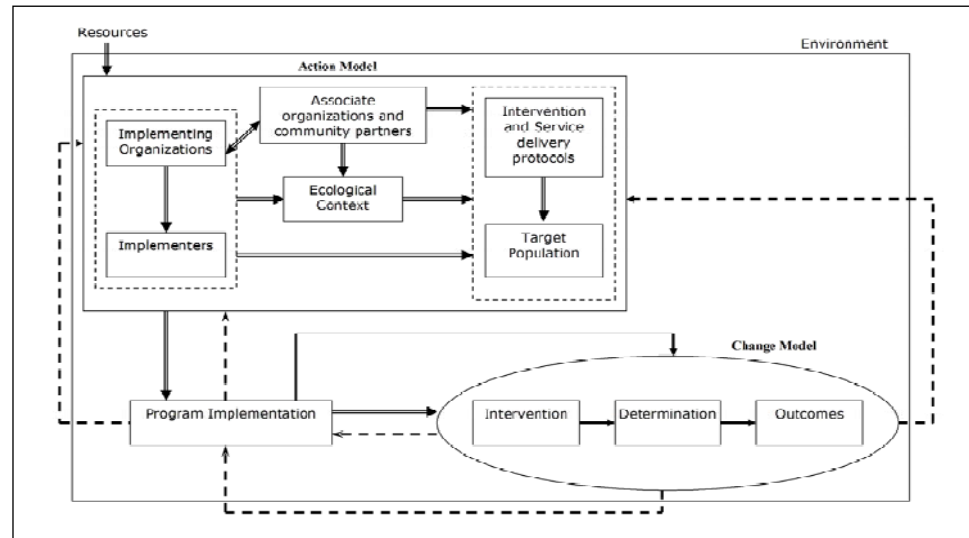 Resources
Environment
Action Model
Implementing
Organizations
Associate
organizations and
community partners
Intervention
and Service
delivery
protocols
Ecological
Context
Implementers
Target
Population
Change Model
Program Implementation
Intervention
Determination
Outcomes